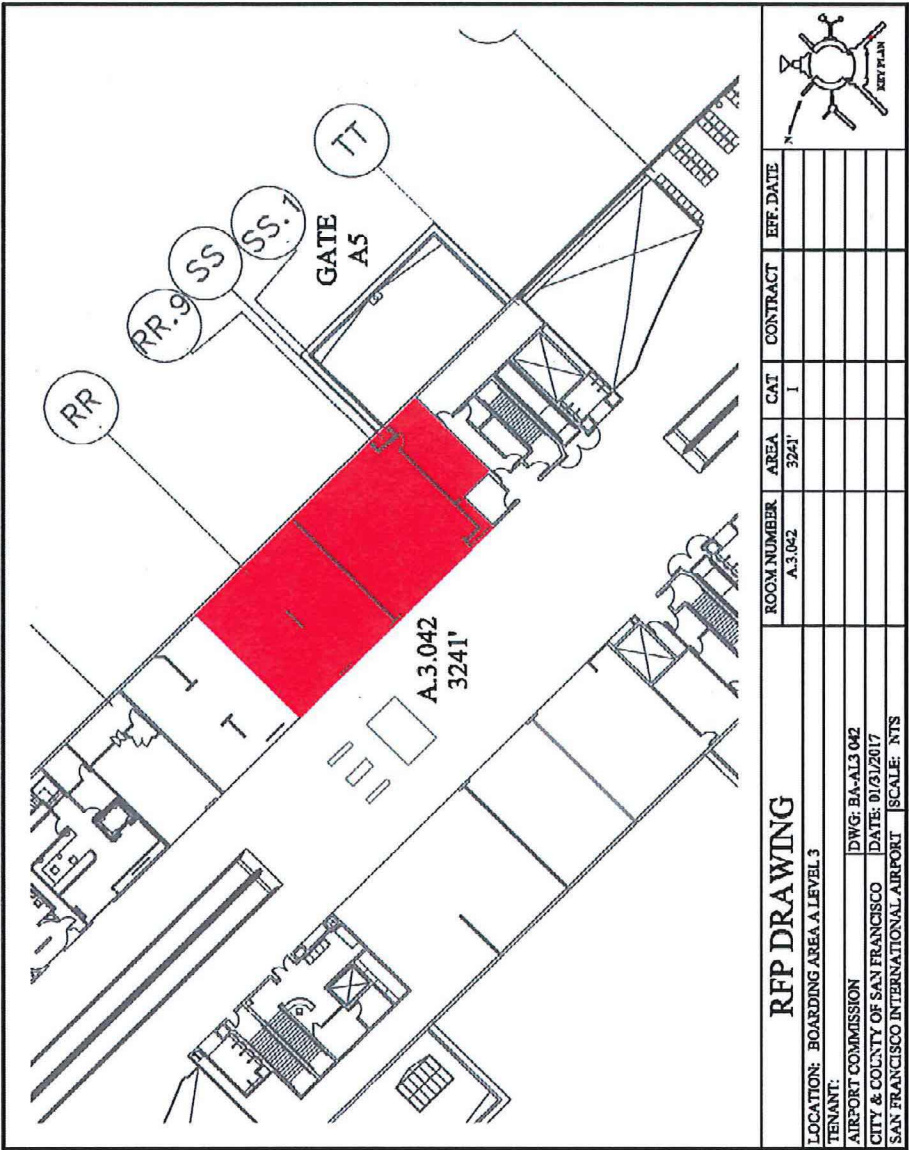 RR
RR.9
SS
SS.1
TT
GATE
A5
A.3.042
3241'
RFP DRAWING
LOCATION: BOARDING AREA A LEVEL 3
TENANT:
AIRPORT COMMISSION DWG: BA-AL3 042
CITY & COUNTY OF SAN FRANCISCO DATE: 01/31/2017
SAN FRANCISCO INTERNATIONAL AIRPORT SCALE: NTS
ROOM NUMBER AREA CAT CONTRACT EFF. DATE
A.3.042 3241' 1
N
KEY PLAN